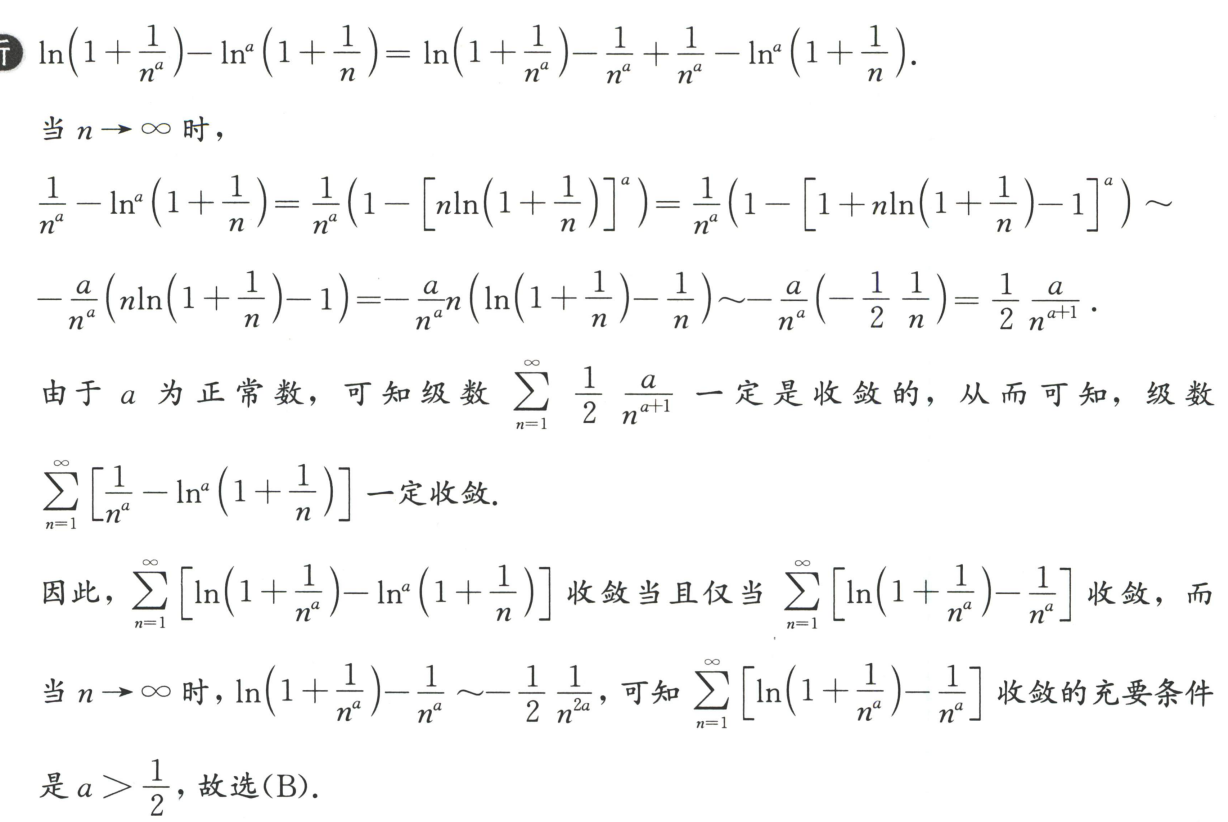 析 ln(1+1/n^a)-ln^a(1+1/n)=ln(1+1/n^a)-1/n^a+1/n^a-ln^a(1+1/n).
当 n→∞ 时,
1/n^a-ln^a(1+1/n)=1/n^a(1-[nln(1+1/n)]^a)=1/n^a(1-[1+nln(1+1/n)-1]^a)~
-a/n^a(nln(1+1/n)-1)=-a/n^a n(ln(1+1/n)-1/n)~-a/n^a(-1/2 1/n)=1/2 a/n^{a+1}.
由于 a 为正常数, 可知级数 ∑_{n=1}^{∞} 1/2 a/n^{a+1} 一定是收敛的, 从而可知, 级数
∑_{n=1}^{∞}[1/n^a-ln^a(1+1/n)]一定收敛.
因此, ∑_{n=1}^{∞}[ln(1+1/n^a)-ln^a(1+1/n)]收敛当且仅当 ∑_{n=1}^{∞}[ln(1+1/n^a)-1/n^a]收敛, 而
当 n→∞ 时, ln(1+1/n^a)-1/n^a~-1/2 1/n^{2a}, 可知 ∑_{n=1}^{∞}[ln(1+1/n^a)-1/n^a]收敛的充要条件
是 a>1/2, 故选(B).